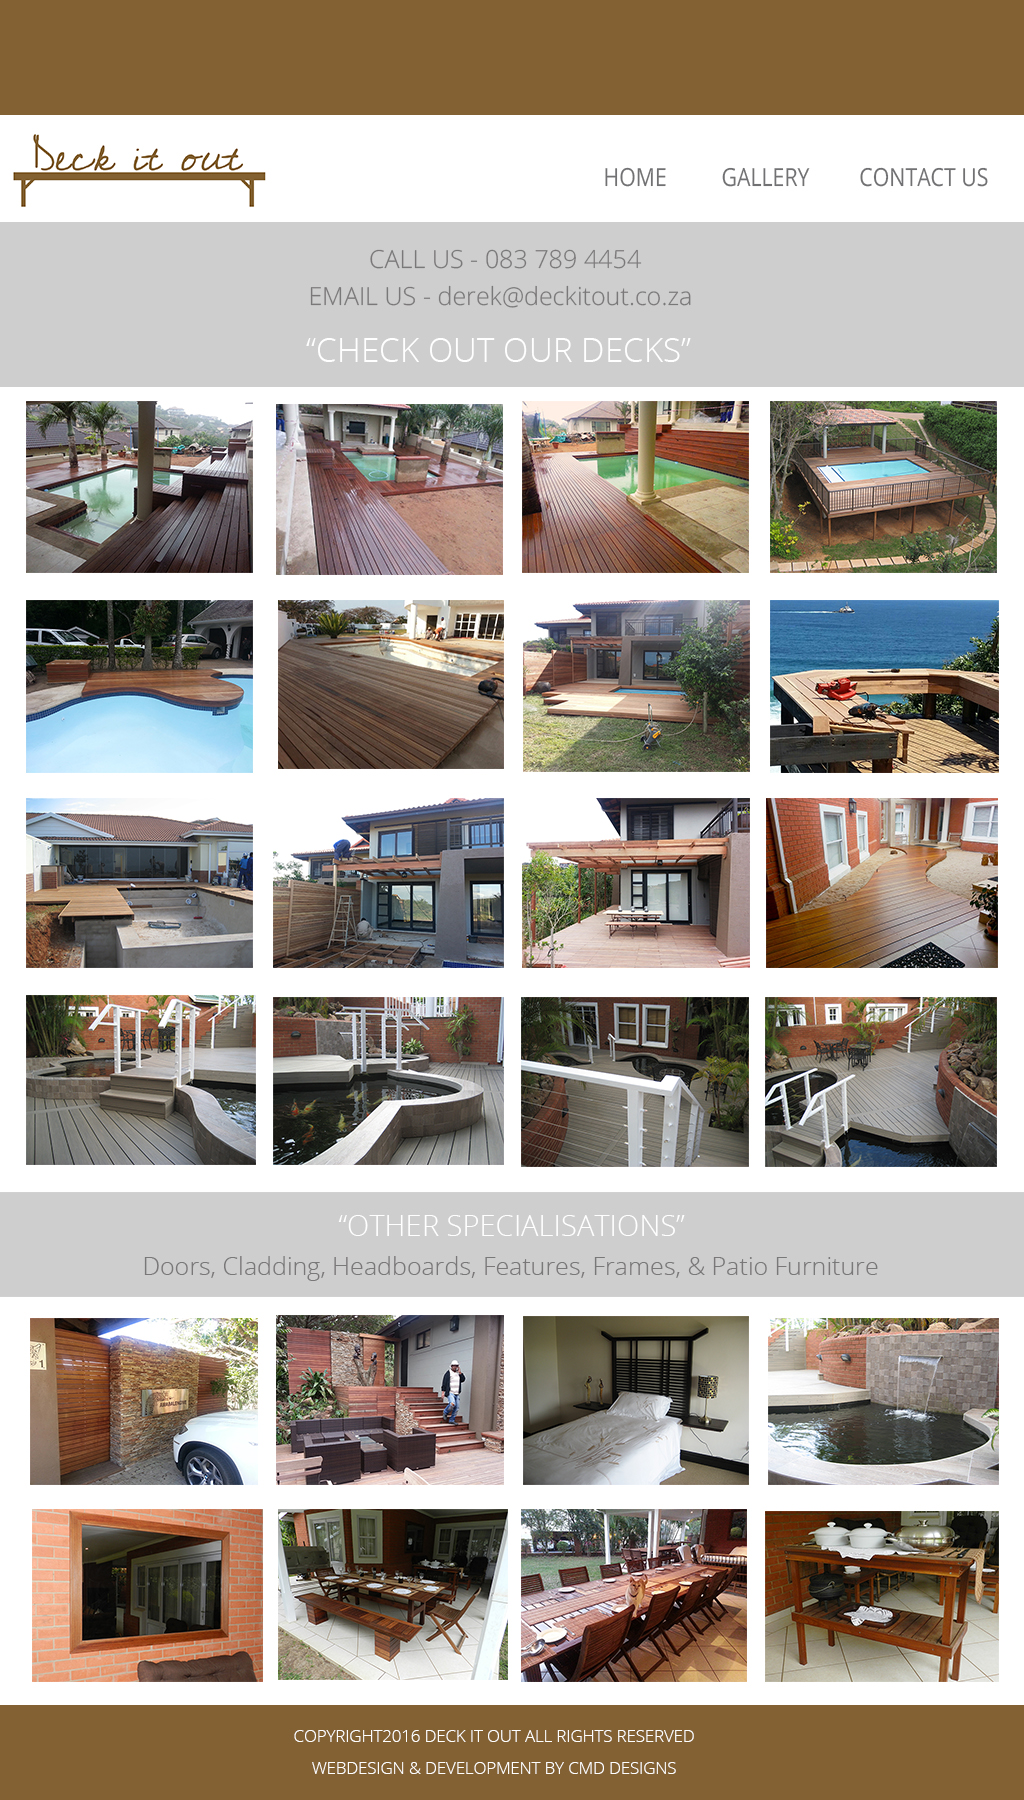 Deck it out
HOME GALLERY CONTACT US
CALL US - 083 789 4454
EMAIL US - derek@deckitout.co.za
“CHECK OUT OUR DECKS”
“OTHER SPECIALISATIONS”
Doors, Cladding, Headboards, Features, Frames, & Patio Furniture
COPYRIGHT2016 DECK IT OUT ALL RIGHTS RESERVED
WEBDESIGN & DEVELOPMENT BY CMD DESIGNS